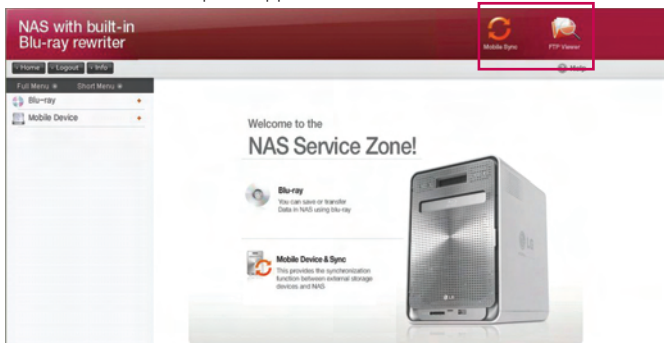 NAS with built-in
Blu-ray rewriter
Mobile Sync
FTP Viewer
Home
Logout
Info
Help
Full Menu
Short Menu
Blu-ray
Mobile Device
Welcome to the
NAS Service Zone!
Blu-ray
You can save or transfer
Data in NAS using blu-ray
Mobile Device & Sync
This provides the synchronization
function between external storage
devices and NAS
LG
LG